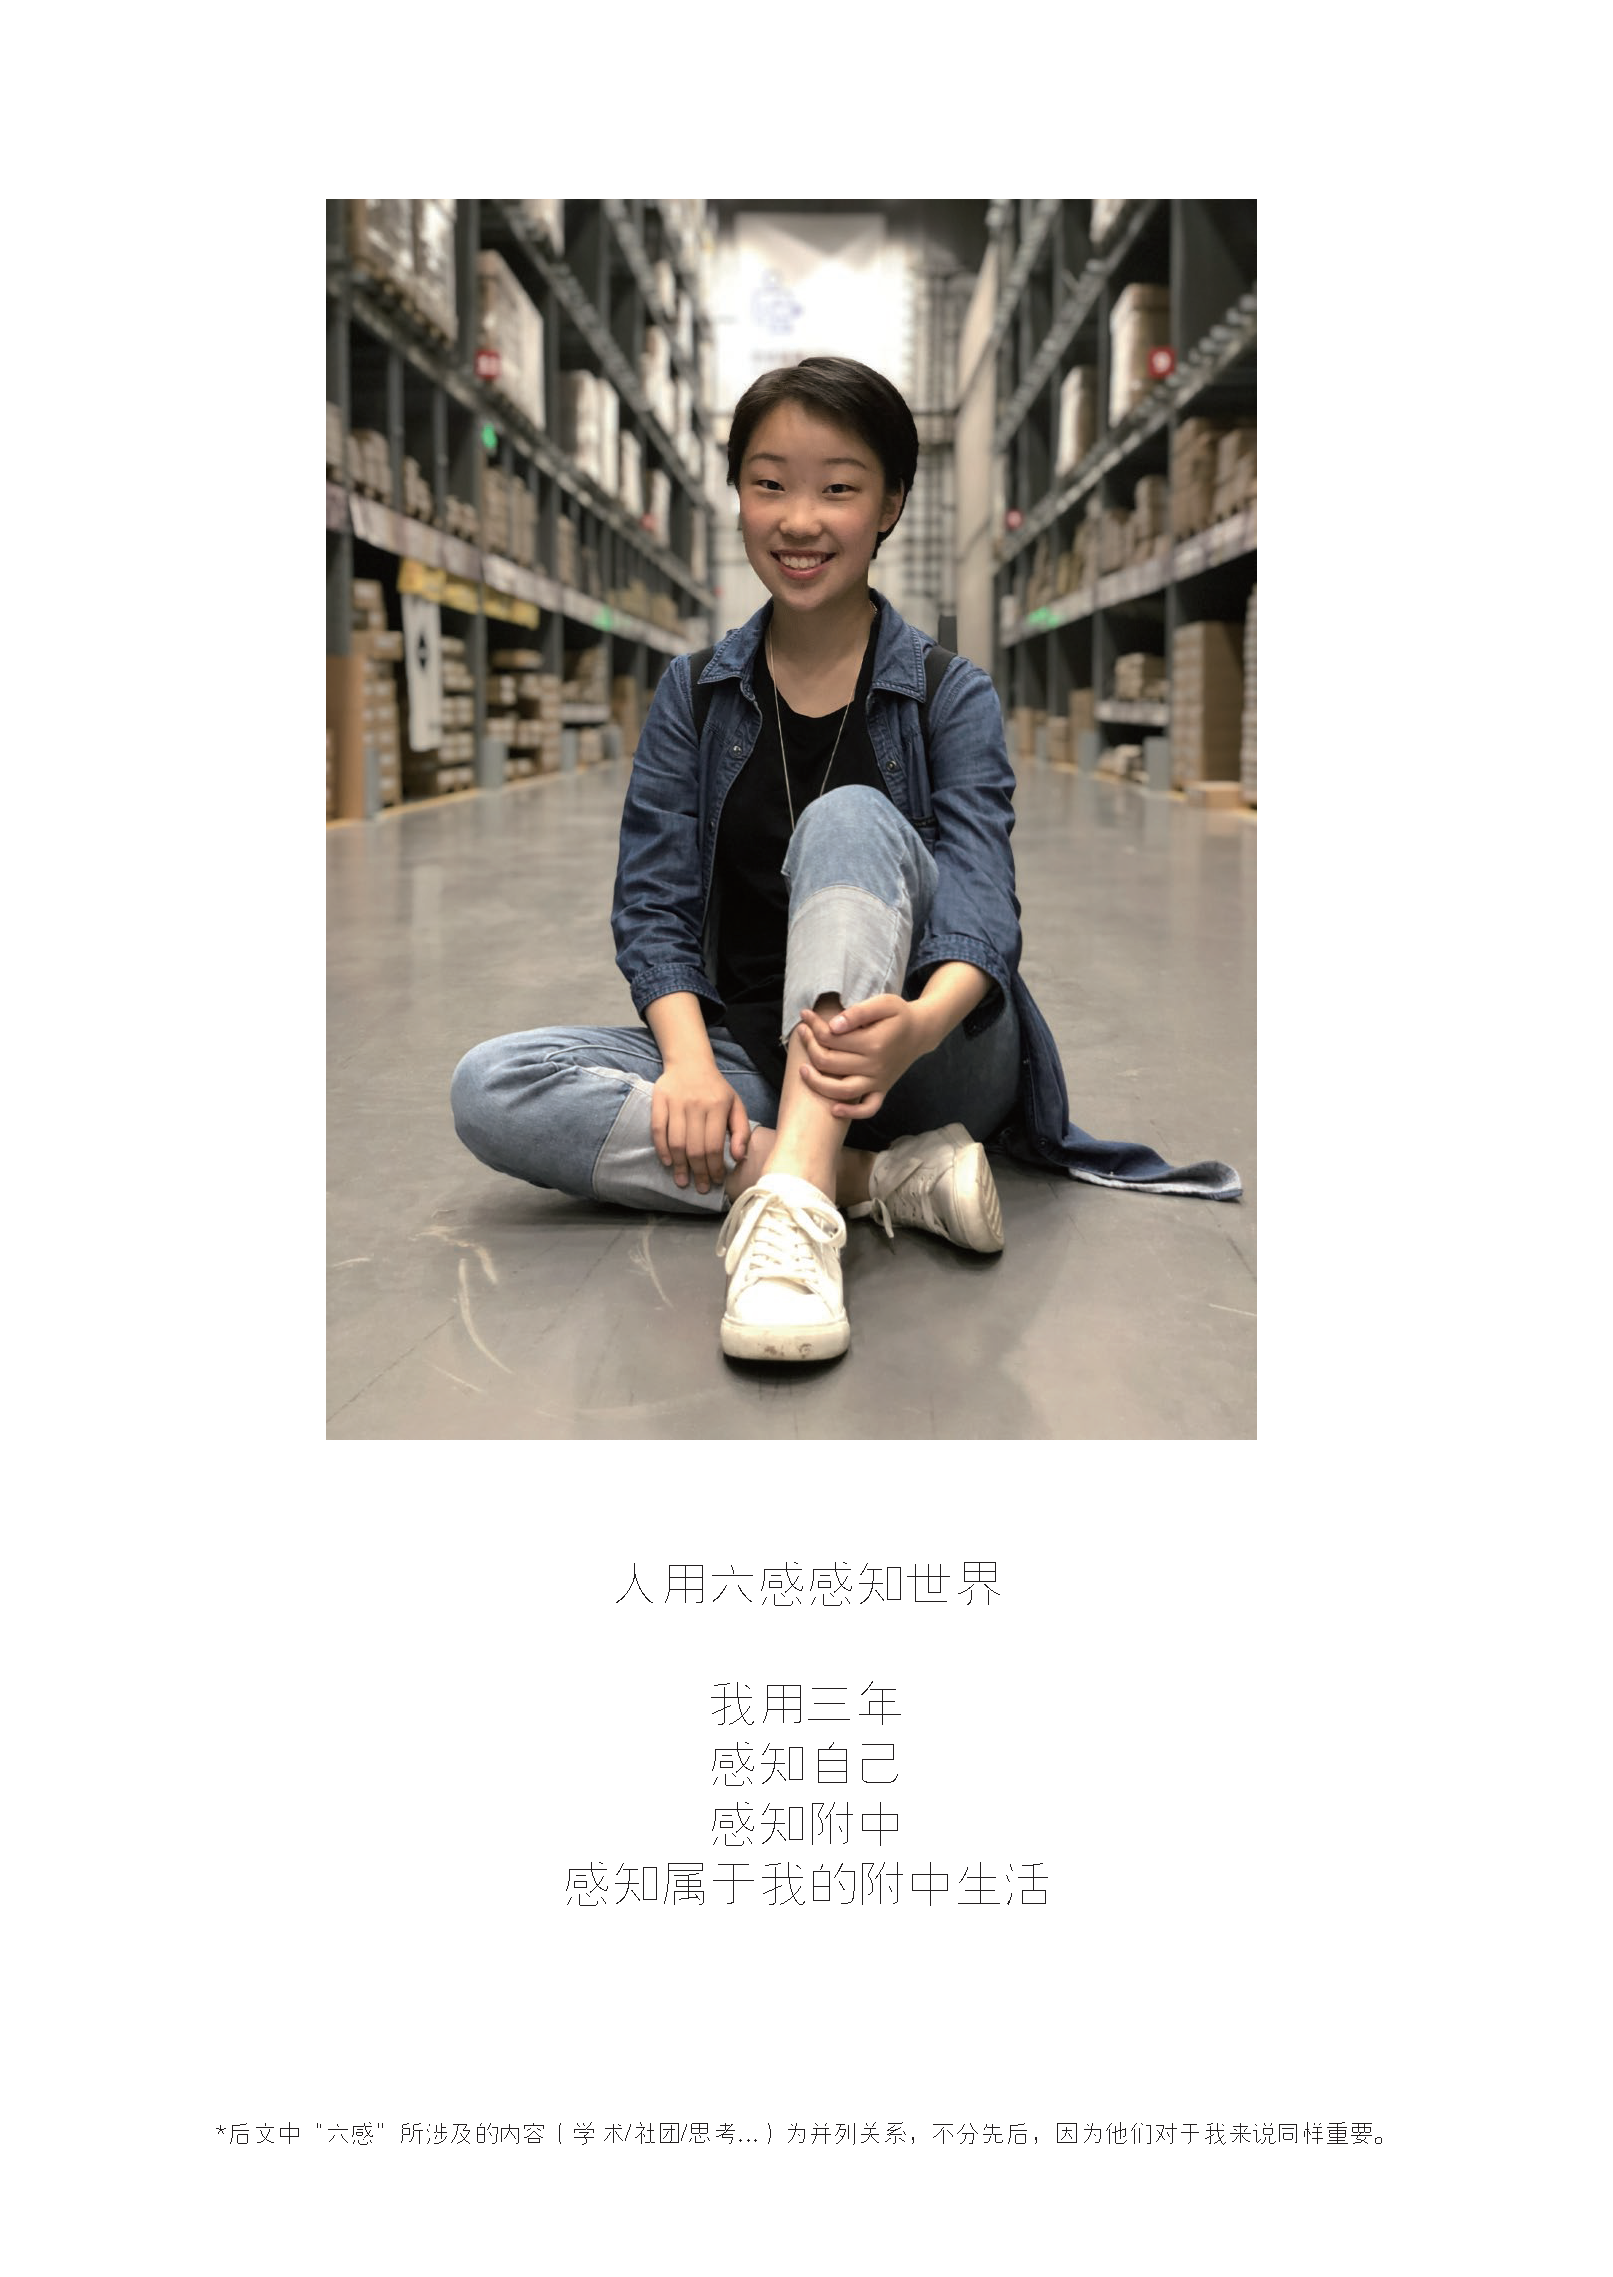 人用六感感知世界
我用三年
感知自己
感知附中
感知属于我的附中生活
*后文中“六感”所涉及的内容（学术/社团/思考...）为并列关系，不分先后，因为他们对于我来说同样重要。